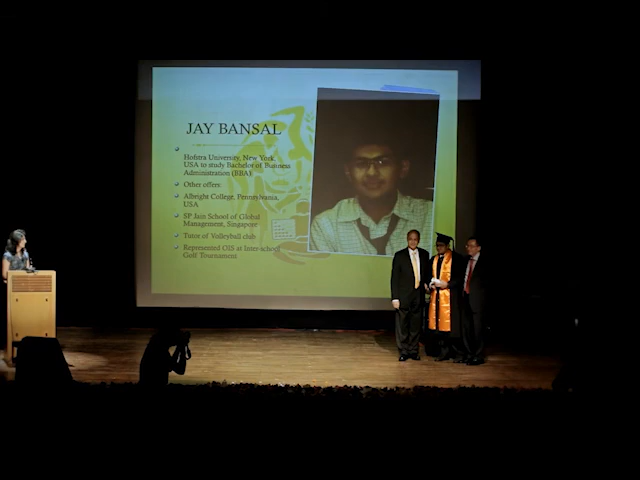 JAY BANSAL
Hofstra University, New York,
USA to study Bachelor of Business
Administration (BBA)
Other offers:
Albright College, Pennsylvania,
USA
SP Jain School of Global
Management, Singapore
Tutor of Volleyball club
Represented OIS at Inter-school
Golf Tournament